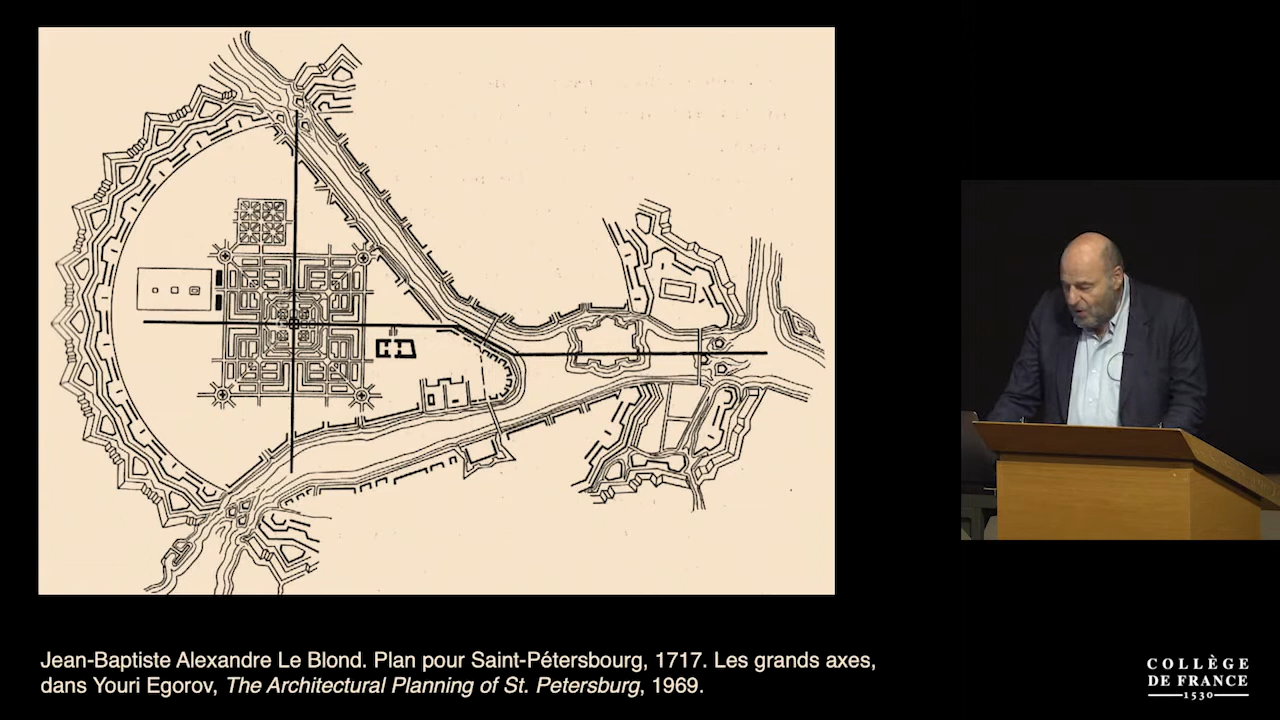 Jean-Baptiste Alexandre Le Blond. Plan pour Saint-Pétersbourg, 1717. Les grands axes,
dans Youri Egorov, The Architectural Planning of St. Petersburg, 1969.
COLLÈGE
DE FRANCE
1530